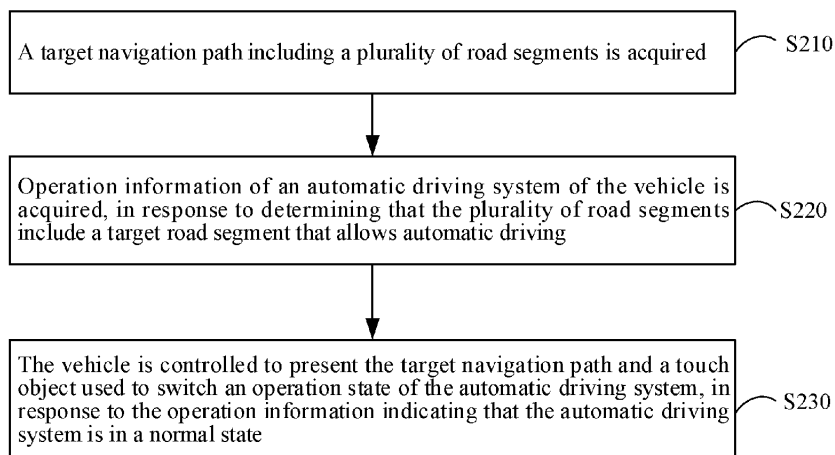 A target navigation path including a plurality of road segments is acquired
S210
Operation information of an automatic driving system of the vehicle is
acquired, in response to determining that the plurality of road segments
include a target road segment that allows automatic driving
S220
The vehicle is controlled to present the target navigation path and a touch
object used to switch an operation state of the automatic driving system, in
response to the operation information indicating that the automatic driving
system is in a normal state
S230